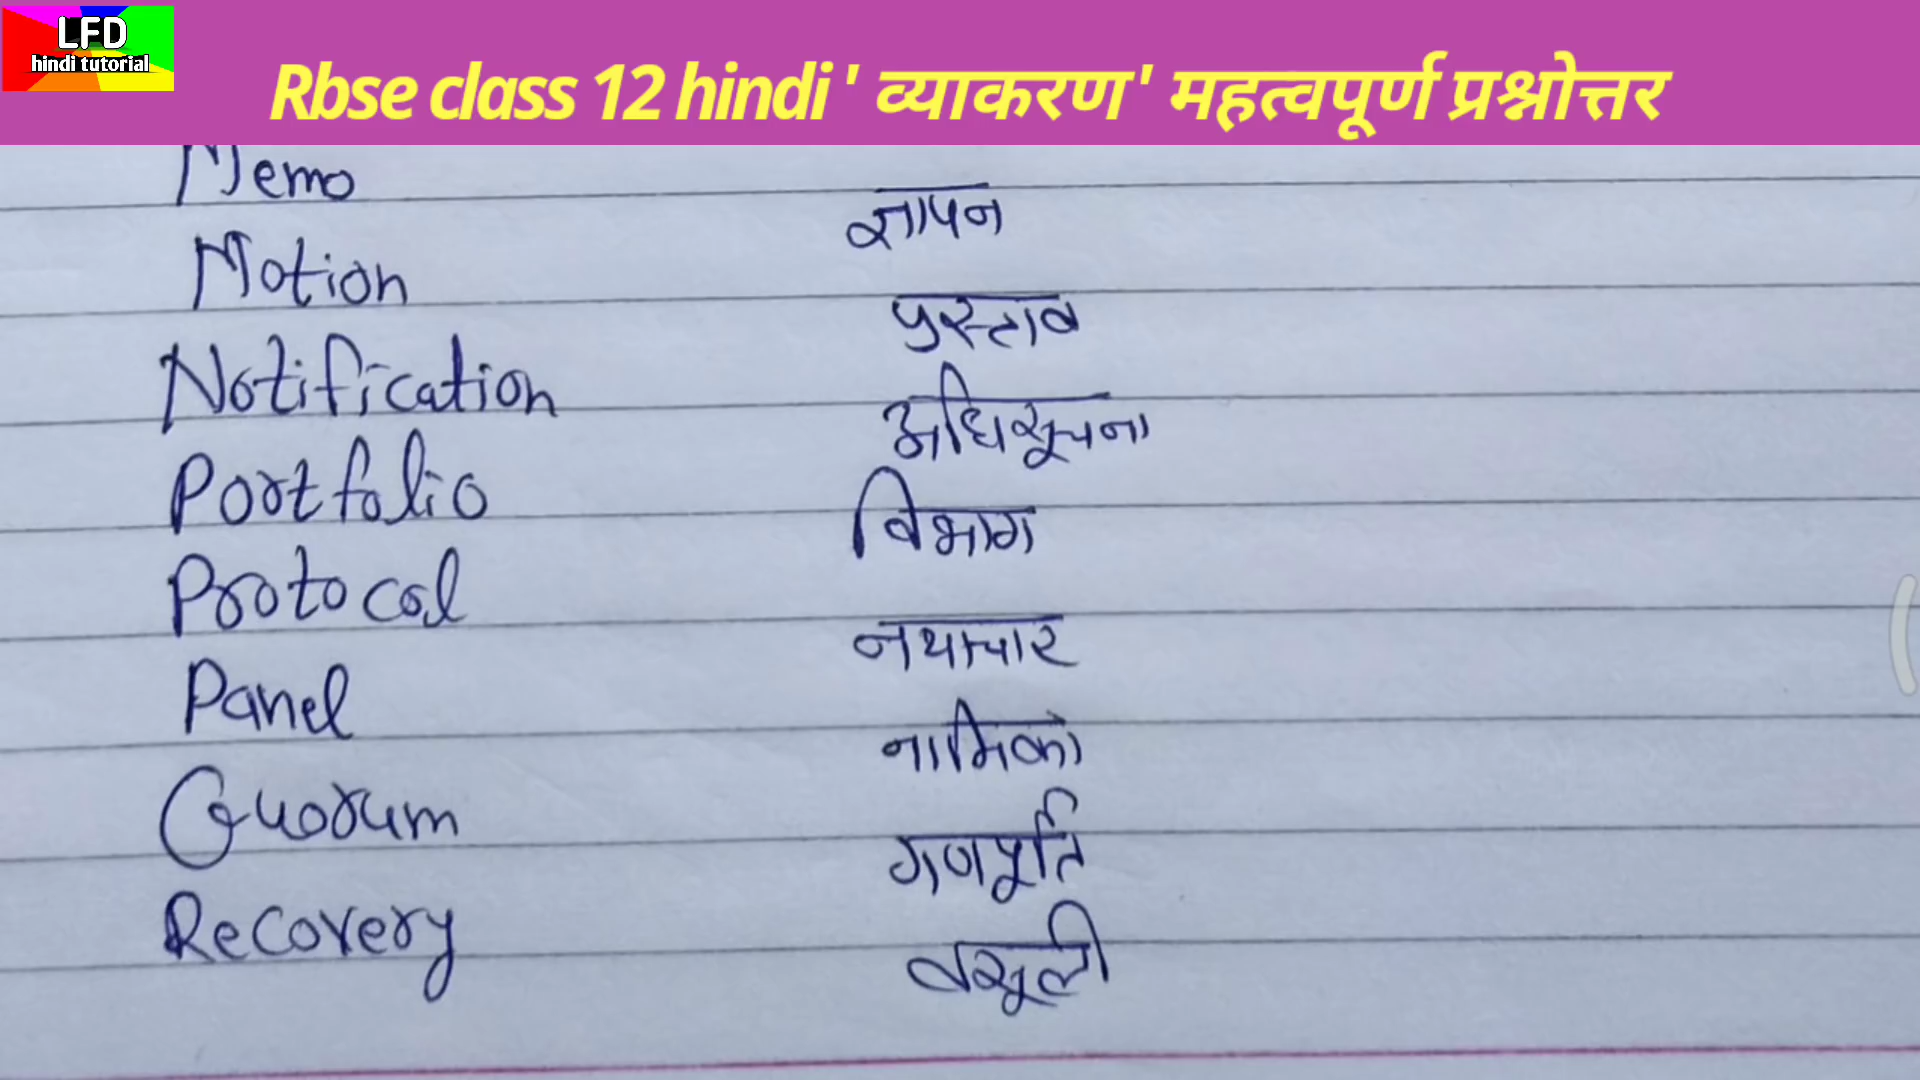 LFD
hindi tutorial
Rbse class 12 hindi ' व्याकरण' महत्वपूर्ण प्रश्नोत्तर
Memo ज्ञापन
Motion प्रस्ताव
Notification अधिसूचना
Portfolio विभाग
Protocal नयाचार
Panel नामिका
Quorum गणपूर्ति
Recovery वसूली